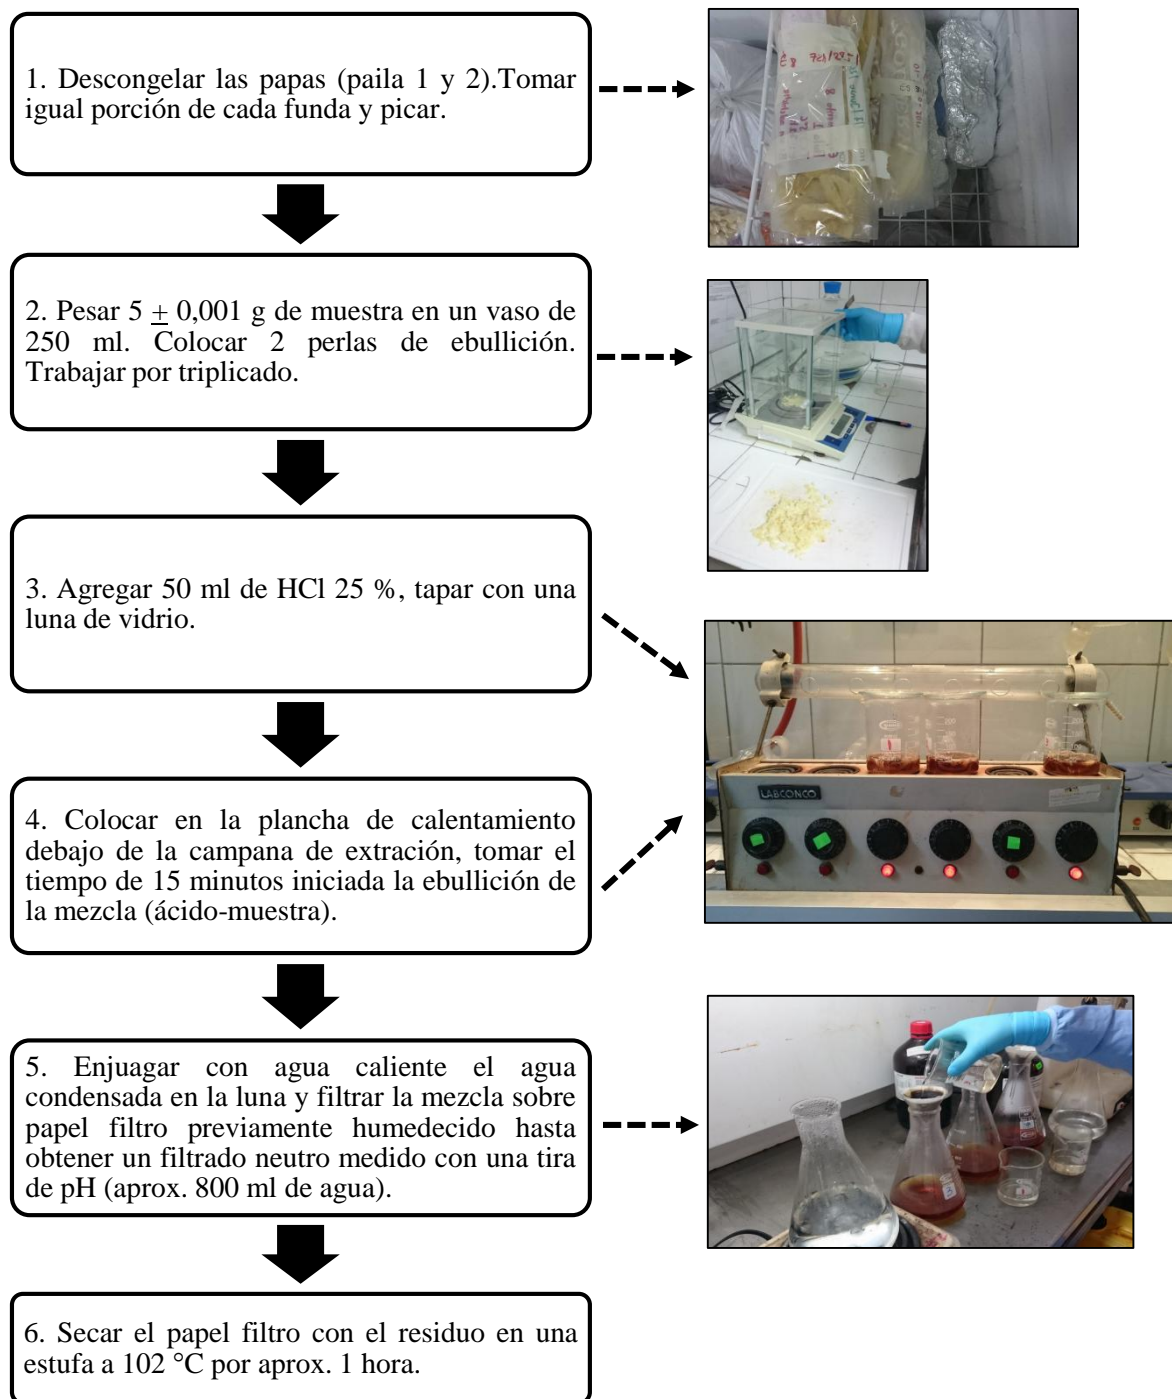 1. Descongelar las papas (paila 1 y 2).Tomar
igual porción de cada funda y picar.
2. Pesar 5 + 0,001 g de muestra en un vaso de
250 ml. Colocar 2 perlas de ebullición.
Trabajar por triplicado.
3. Agregar 50 ml de HCl 25 %, tapar con una
luna de vidrio.
LABCONCO
4. Colocar en la plancha de calentamiento
debajo de la campana de extracción, tomar el
tiempo de 15 minutos iniciada la ebullición de
la mezcla (ácido-muestra).
5. Enjuagar con agua caliente el agua
condensada en la luna y filtrar la mezcla sobre
papel filtro previamente humedecido hasta
obtener un filtrado neutro medido con una tira
de pH (aprox. 800 ml de agua).
6. Secar el papel filtro con el residuo en una
estufa a 102 °C por aprox. 1 hora.